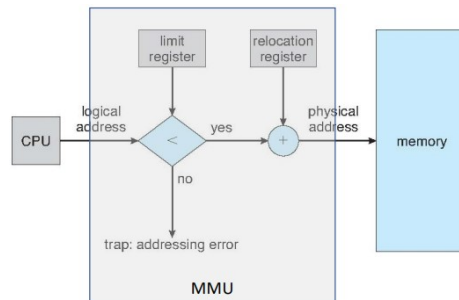 limit
register
relocation
register
logical
address
yes
physical
address
CPU
<
+
memory
no
trap: addressing error
MMU